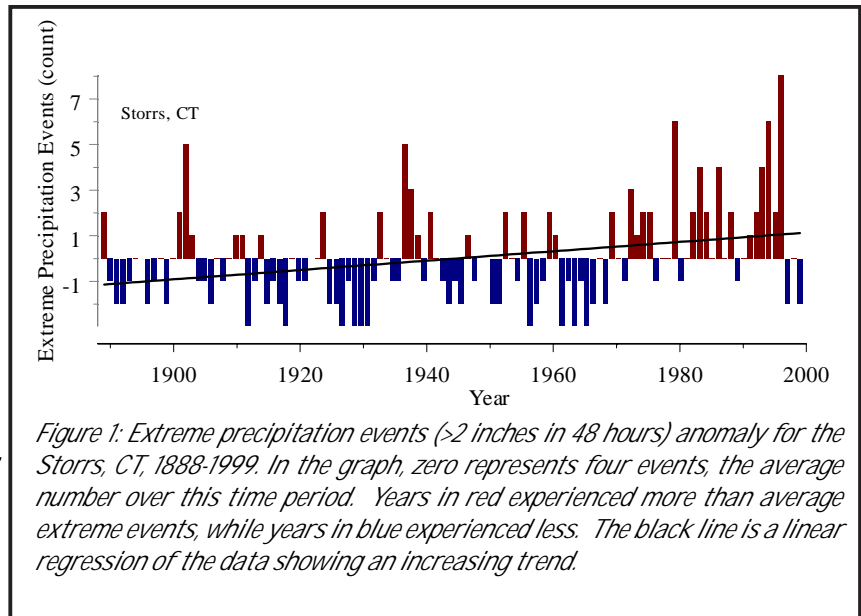 Extreme Precipitation Events (count)
7
5
3
1
-1
Storrs, CT
1900 1920 1940 1960 1980 2000
Year
Figure 1: Extreme precipitation events (>2 inches in 48 hours) anomaly for the
Storrs, CT, 1888-1999. In the graph, zero represents four events, the average
number over this time period. Years in red experienced more than average
extreme events, while years in blue experienced less. The black line is a linear
regression of the data showing an increasing trend.